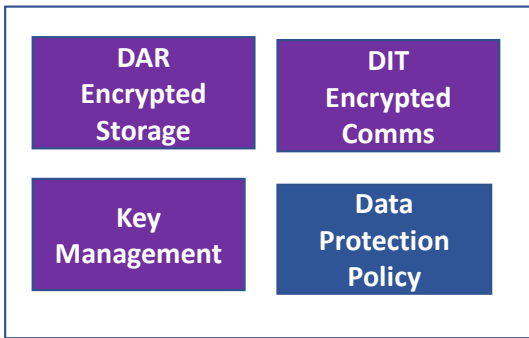 DAR
Encrypted
Storage
DIT
Encrypted
Comms
Key
Management
Data
Protection
Policy